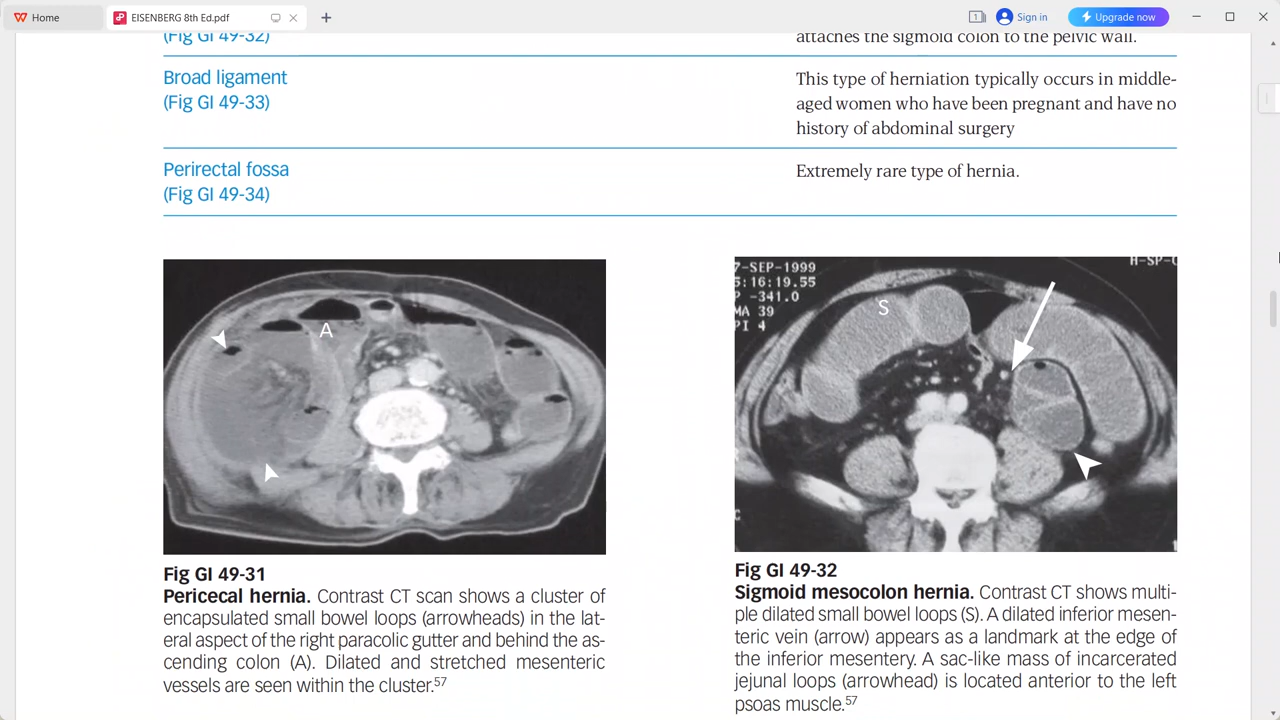 Home
EISENBERG 8th Ed.pdf
1
Sign in
Upgrade now
(Fig GI 49-32)
attaches the sigmoid colon to the pelvic wall.
Broad ligament
(Fig GI 49-33)
This type of herniation typically occurs in middle-
aged women who have been pregnant and have no
history of abdominal surgery
Perirectal fossa
(Fig GI 49-34)
Extremely rare type of hernia.
A
Fig GI 49-31
Pericecal hernia. Contrast CT scan shows a cluster of
encapsulated small bowel loops (arrowheads) in the lat-
eral aspect of the right paracolic gutter and behind the as-
cending colon (A). Dilated and stretched mesenteric
vessels are seen within the cluster.57
7-SEP-1999
5:16:19.55
P -341.0
MA 39
PI 4
H-SP-C
S
C
Fig GI 49-32
Sigmoid mesocolon hernia. Contrast CT shows multi-
ple dilated small bowel loops (S). A dilated inferior mesen-
teric vein (arrow) appears as a landmark at the edge of
the inferior mesentery. A sac-like mass of incarcerated
jejunal loops (arrowhead) is located anterior to the left
psoas muscle.57